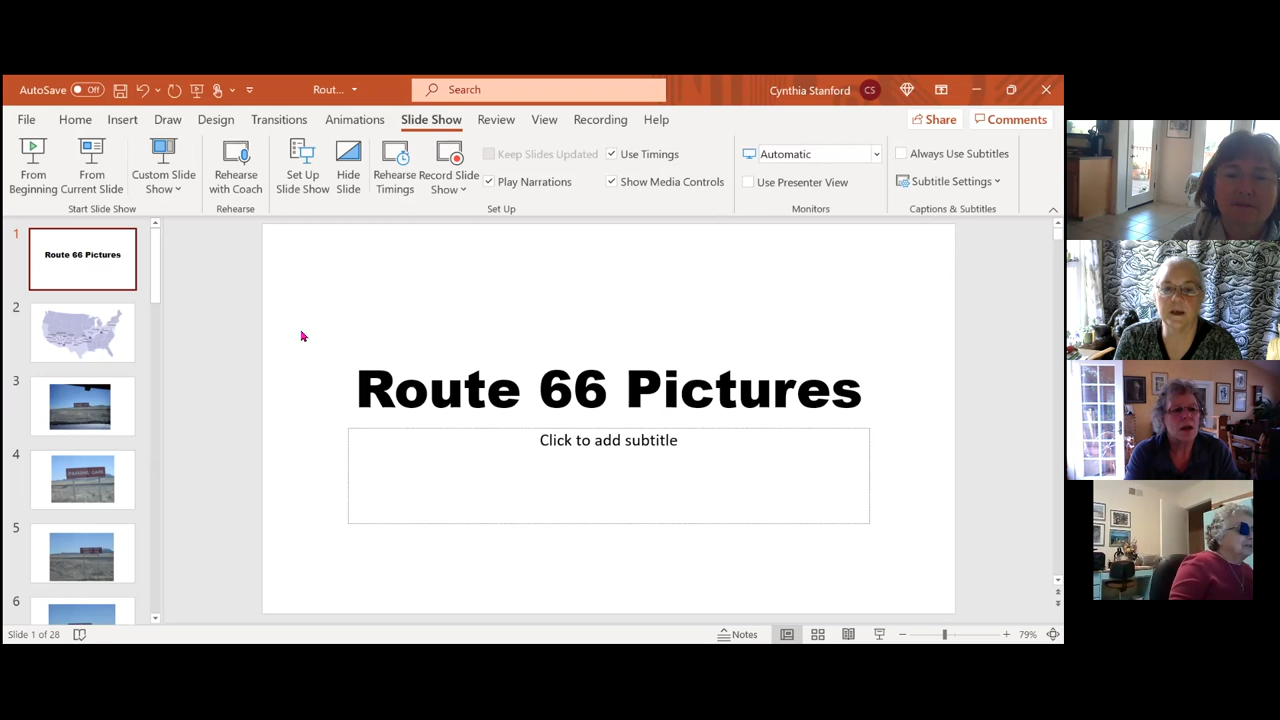 AutoSave Off Rout... Search Cynthia Stanford CS
File Home Insert Draw Design Transitions Animations Slide Show Review View Recording Help Share Comments
From Beginning
From Current Slide
Custom Slide Show
Start Slide Show
Rehearse with Coach
Rehearse
Set Up Slide Show
Hide Slide
Rehearse Timings
Record Slide Show
Keep Slides Updated
Play Narrations
Use Timings
Show Media Controls
Set Up
Automatic
Use Presenter View
Monitors
Always Use Subtitles
Subtitle Settings
Captions & Subtitles
1
Route 66 Pictures
2
3
4
5
6
Route 66 Pictures
Click to add subtitle
Slide 1 of 28 Notes 79%